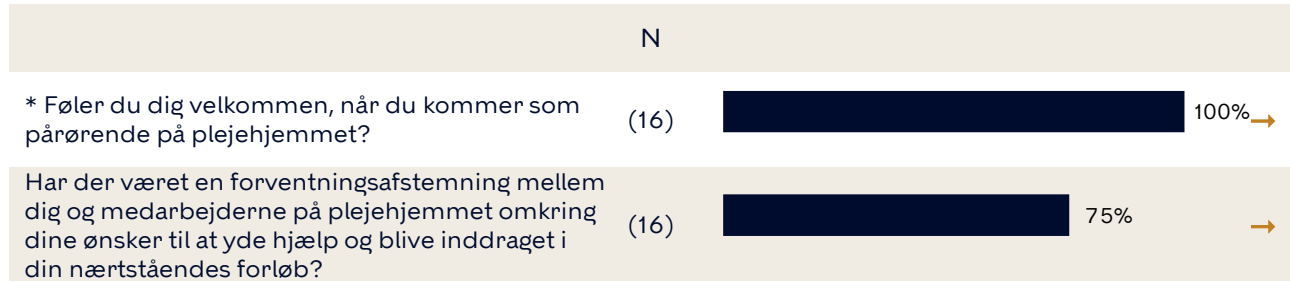 N
* Føler du dig velkommen, når du kommer som
pårørende på plejehjemmet?
(16)
100%
→
Har der været en forventningsafstemning mellem
dig og medarbejderne på plejehjemmet omkring
dine ønsker til at yde hjælp og blive inddraget i
din nærtståendes forløb?
(16)
75%
→